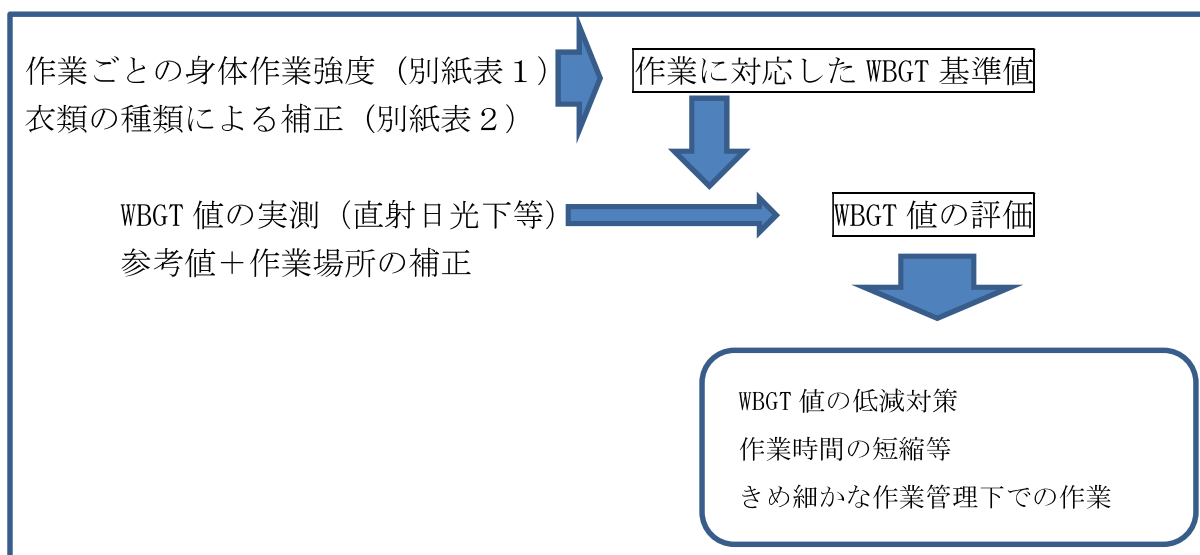 作業ごとの身体作業強度（別紙表１）
作業に対応した WBGT 基準値
衣類の種類による補正（別紙表２）
WBGT 値の実測（直射日光下等）
WBGT 値の評価
参考値＋作業場所の補正
WBGT 値の低減対策
作業時間の短縮等
きめ細かな作業管理下での作業